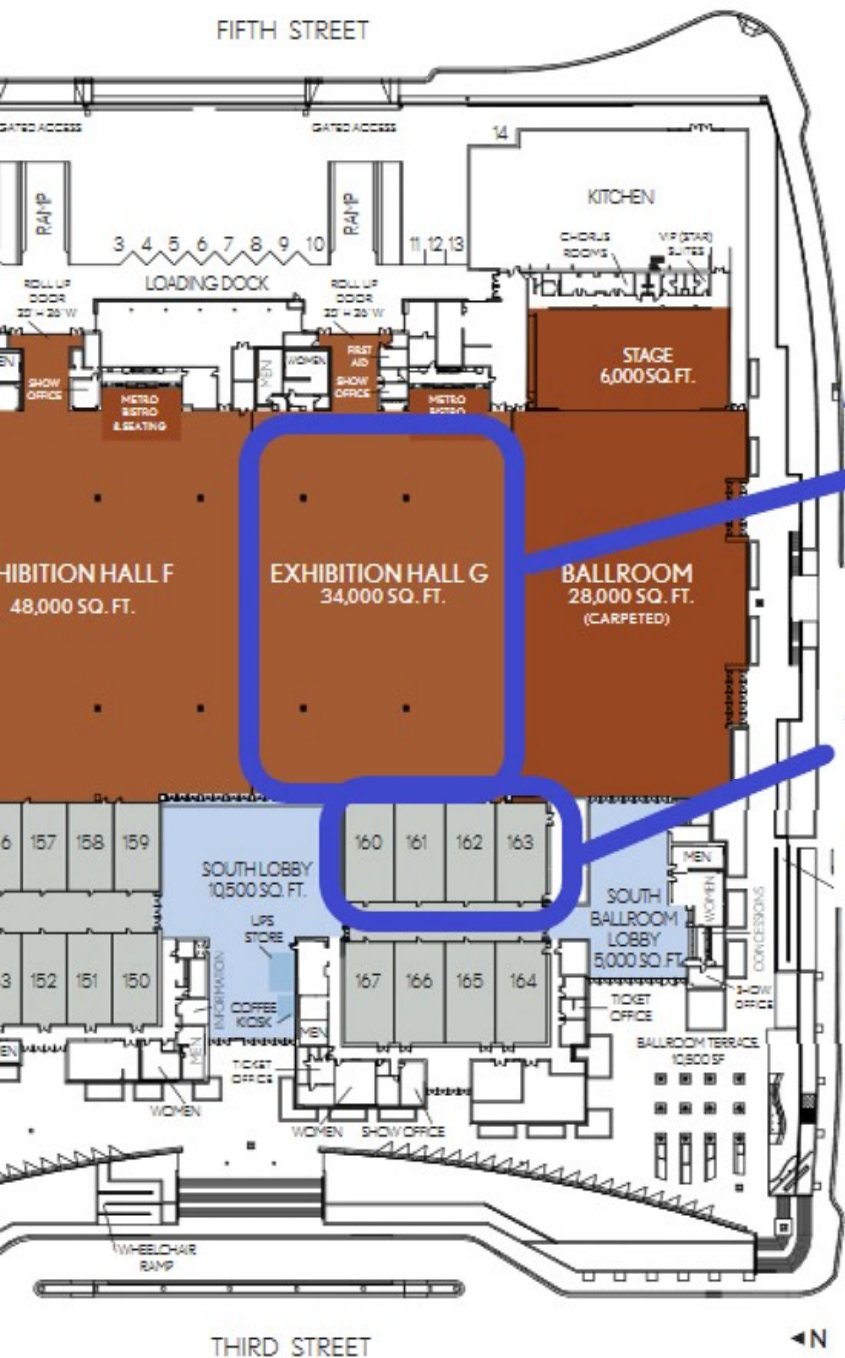 FIFTH STREET
GATED ACCESS
GATED ACCESS
14
KITCHEN
RAMP
RAMP
3 4 5 6 7 8 9 10
11 12 13
CHORUS
ROOMS
VIP (STAR)
SUITES
ROLL UP
DOOR
LOADING DOCK
ROLL UP
DOOR
STAGE
6,000 SQ. FT.
EN
SHOW
OFFICE
METRO
BISTRO
& SEATING
MEN
WOMEN
FIRST
AID
SHOW
OFFICE
METRO
BISTRO
HIBITION HALL F
48,000 SQ. FT.
EXHIBITION HALL G
34,000 SQ. FT.
BALLROOM
28,000 SQ. FT.
(CARPETED)
6 157 158 159
160 161 162 163
SOUTH LOBBY
10,500 SQ. FT.
MEN
WOMEN
CONCESSIONS
SOUTH
BALLROOM
LOBBY
5,000 SQ. FT.
UPS
STORE
3 152 151 150
167 166 165 164
INFORMATION
COFFEE
KIOSK
SHOW
OFFICE
TICKET
OFFICE
EN
MEN
MEN
TICKET
OFFICE
BALLROOM TERRACE
WOMEN
WOMEN
SHOW OFFICE
WHEELCHAIR
RAMP
THIRD STREET
N